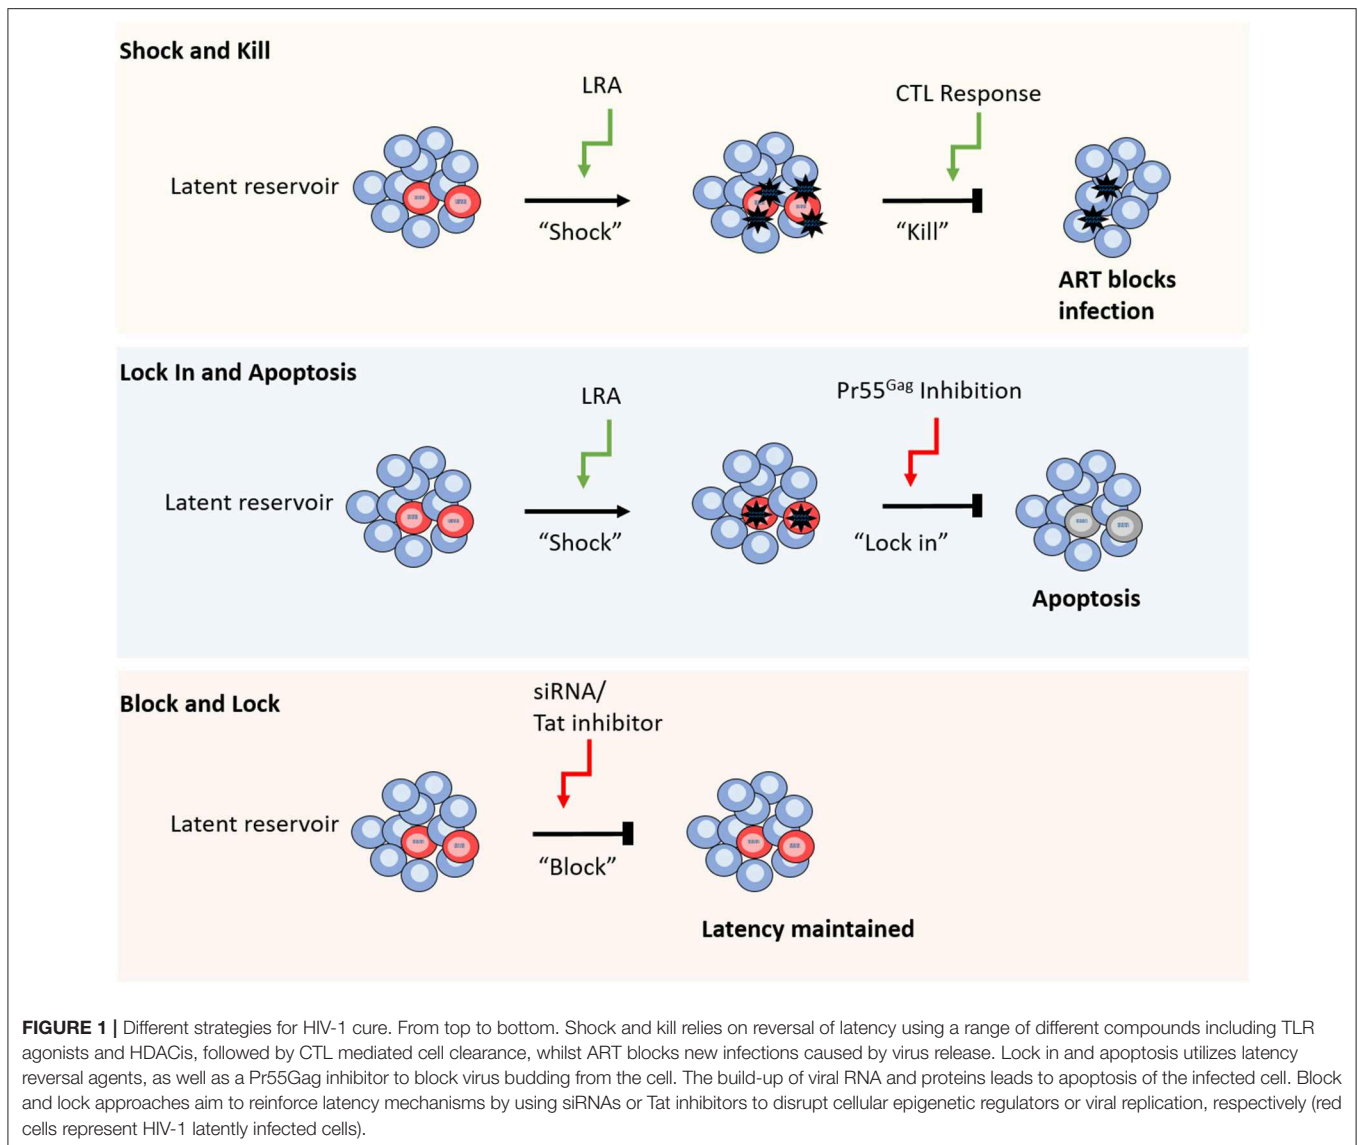 Shock and Kill
LRA
CTL Response
Latent reservoir
“Shock”
“Kill”
ART blocks
infection
Lock In and Apoptosis
LRA
Pr55Gag Inhibition
Latent reservoir
“Shock”
“Lock in”
Apoptosis
Block and Lock
siRNA/
Tat inhibitor
Latent reservoir
“Block”
Latency maintained
FIGURE 1 | Different strategies for HIV-1 cure. From top to bottom. Shock and kill relies on reversal of latency using a range of different compounds including TLR
agonists and HDACis, followed by CTL mediated cell clearance, whilst ART blocks new infections caused by virus release. Lock in and apoptosis utilizes latency
reversal agents, as well as a Pr55Gag inhibitor to block virus budding from the cell. The build-up of viral RNA and proteins leads to apoptosis of the infected cell. Block
and lock approaches aim to reinforce latency mechanisms by using siRNAs or Tat inhibitors to disrupt cellular epigenetic regulators or viral replication, respectively (red
cells represent HIV-1 latently infected cells).